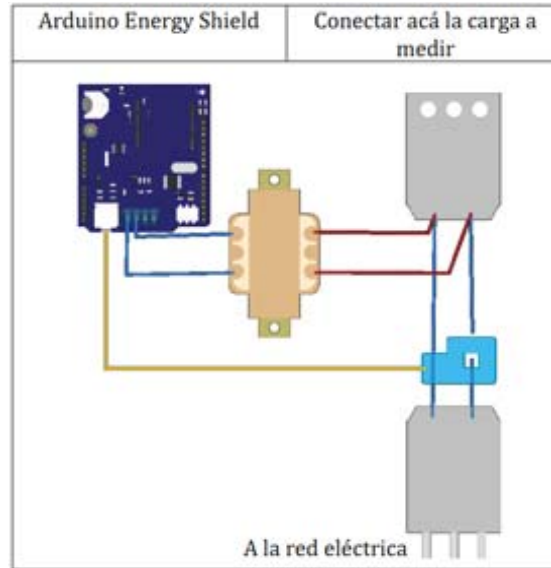 Arduino Energy Shield
Conectar acá la carga a
medir
A la red eléctrica